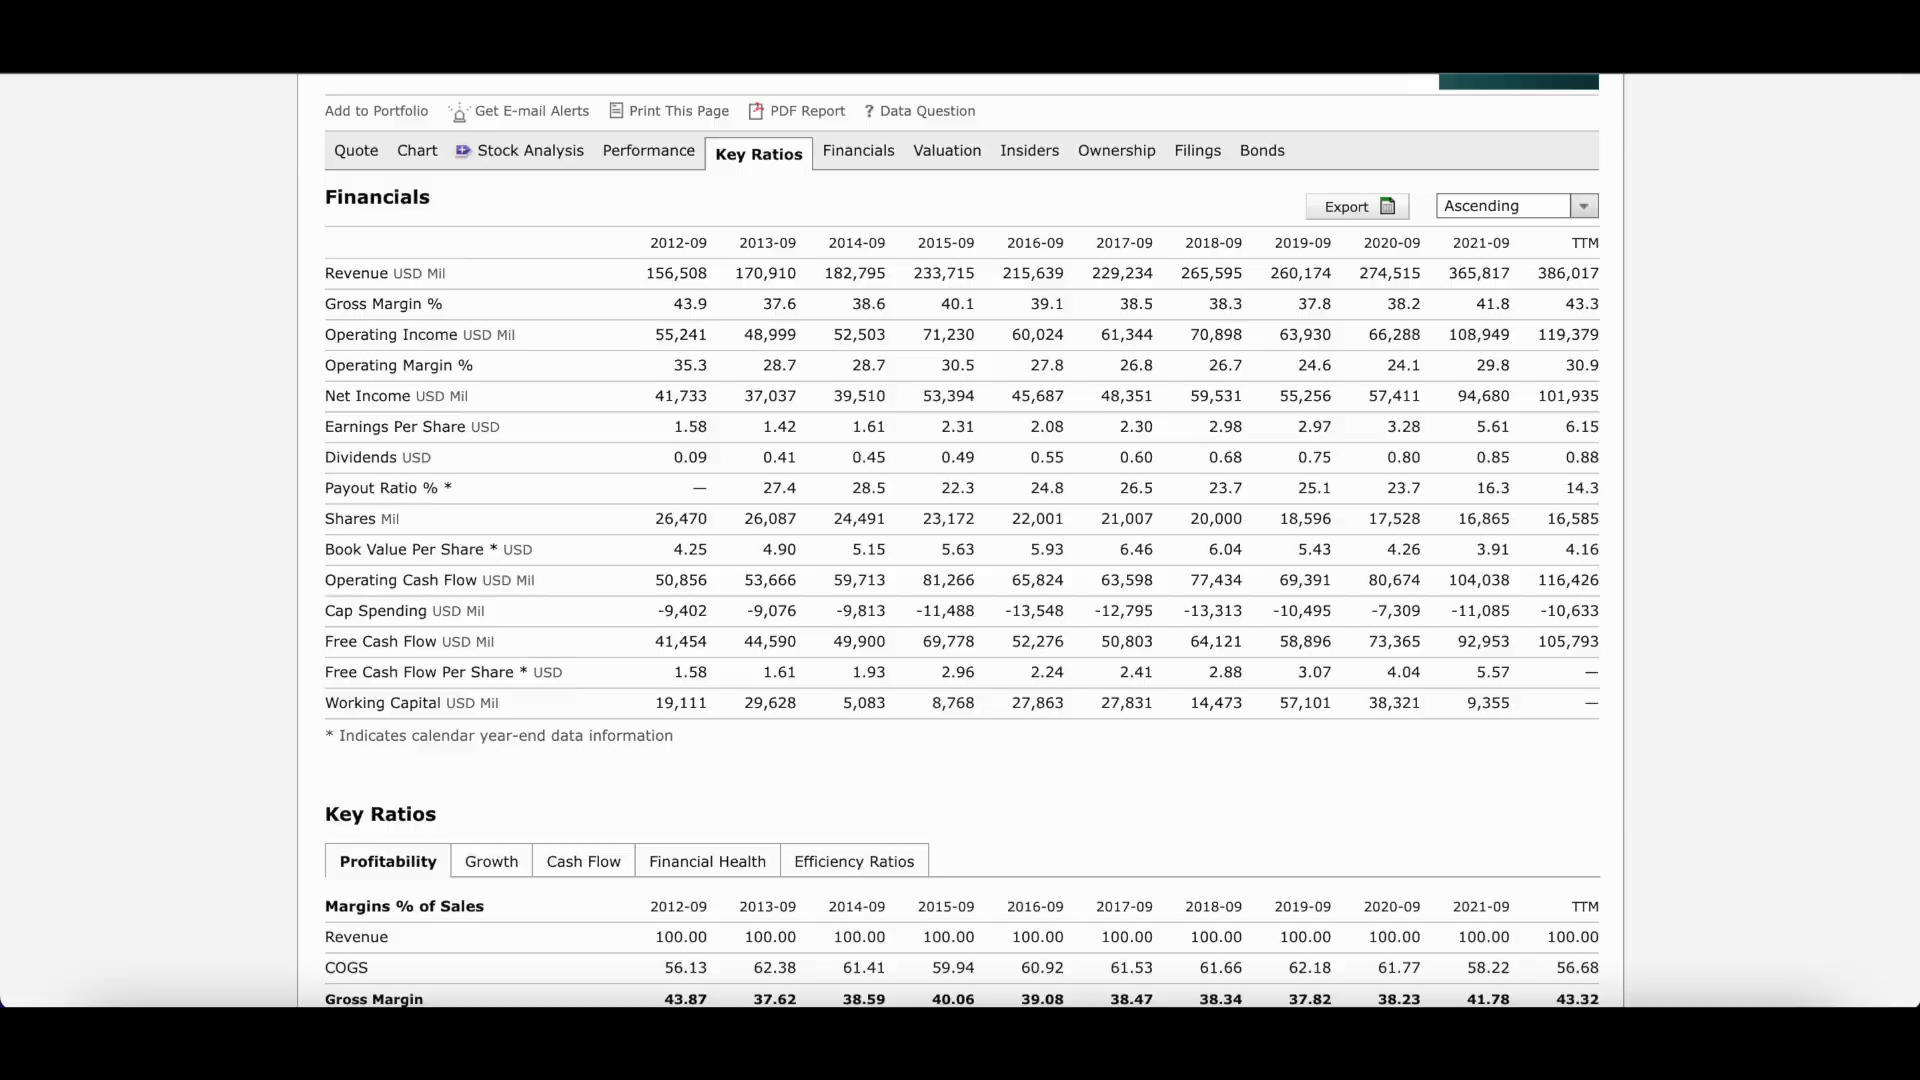 Add to Portfolio Get E-mail Alerts Print This Page PDF Report ? Data Question
Quote Chart Stock Analysis Performance Key Ratios Financials Valuation Insiders Ownership Filings Bonds
Financials
Export Ascending
2012-09 2013-09 2014-09 2015-09 2016-09 2017-09 2018-09 2019-09 2020-09 2021-09 TTM
Revenue USD Mil 156,508 170,910 182,795 233,715 215,639 229,234 265,595 260,174 274,515 365,817 386,017
Gross Margin % 43.9 37.6 38.6 40.1 39.1 38.5 38.3 37.8 38.2 41.8 43.3
Operating Income USD Mil 55,241 48,999 52,503 71,230 60,024 61,344 70,898 63,930 66,288 108,949 119,379
Operating Margin % 35.3 28.7 28.7 30.5 27.8 26.8 26.7 24.6 24.1 29.8 30.9
Net Income USD Mil 41,733 37,037 39,510 53,394 45,687 48,351 59,531 55,256 57,411 94,680 101,935
Earnings Per Share USD 1.58 1.42 1.61 2.31 2.08 2.30 2.98 2.97 3.28 5.61 6.15
Dividends USD 0.09 0.41 0.45 0.49 0.55 0.60 0.68 0.75 0.80 0.85 0.88
Payout Ratio % * — 27.4 28.5 22.3 24.8 26.5 23.7 25.1 23.7 16.3 14.3
Shares Mil 26,470 26,087 24,491 23,172 22,001 21,007 20,000 18,596 17,528 16,865 16,585
Book Value Per Share * USD 4.25 4.90 5.15 5.63 5.93 6.46 6.04 5.43 4.26 3.91 4.16
Operating Cash Flow USD Mil 50,856 53,666 59,713 81,266 65,824 63,598 77,434 69,391 80,674 104,038 116,426
Cap Spending USD Mil -9,402 -9,076 -9,813 -11,488 -13,548 -12,795 -13,313 -10,495 -7,309 -11,085 -10,633
Free Cash Flow USD Mil 41,454 44,590 49,900 69,778 52,276 50,803 64,121 58,896 73,365 92,953 105,793
Free Cash Flow Per Share * USD 1.58 1.61 1.93 2.96 2.24 2.41 2.88 3.07 4.04 5.57 —
Working Capital USD Mil 19,111 29,628 5,083 8,768 27,863 27,831 14,473 57,101 38,321 9,355 —
* Indicates calendar year-end data information
Key Ratios
Profitability Growth Cash Flow Financial Health Efficiency Ratios
Margins % of Sales 2012-09 2013-09 2014-09 2015-09 2016-09 2017-09 2018-09 2019-09 2020-09 2021-09 TTM
Revenue 100.00 100.00 100.00 100.00 100.00 100.00 100.00 100.00 100.00 100.00 100.00
COGS 56.13 62.38 61.41 59.94 60.92 61.53 61.66 62.18 61.77 58.22 56.68
Gross Margin 43.87 37.62 38.59 40.06 39.08 38.47 38.34 37.82 38.23 41.78 43.32